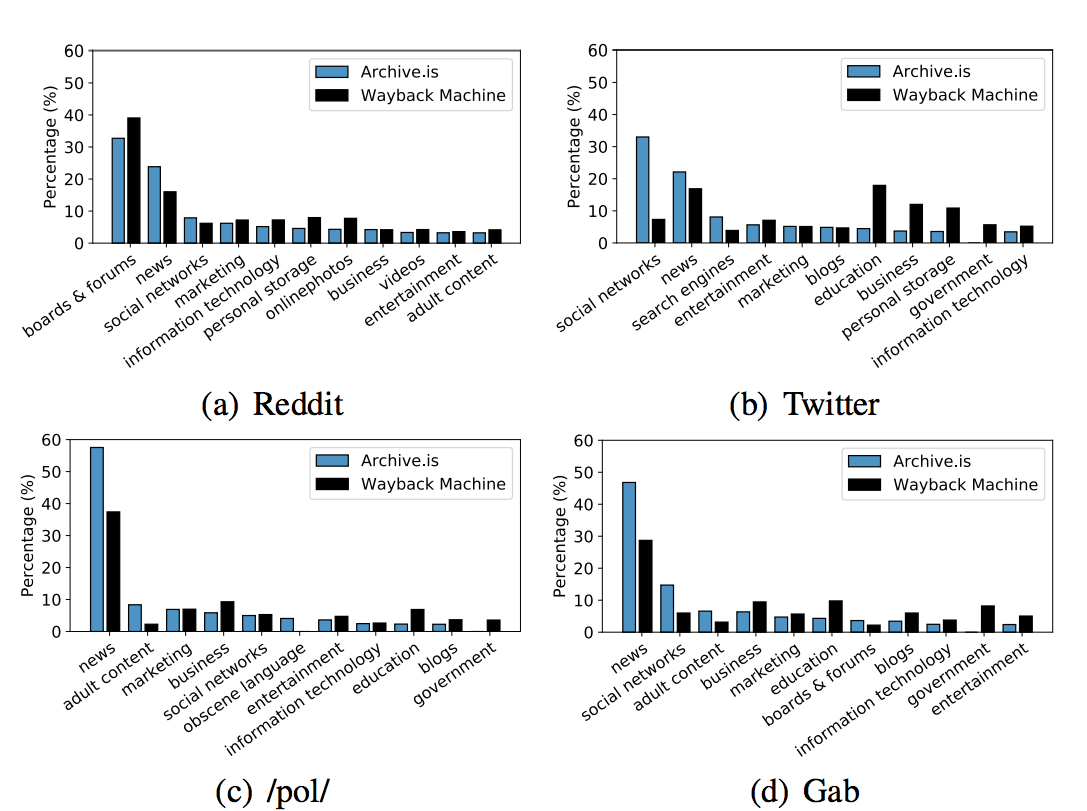 60
50
40
30
20
10
0
Percentage (%)
Archive.is
Wayback Machine
boards & forums
news
social networks
marketing
information technology
personal storage
onlinephotos
business
videos
entertainment
adult content
(a) Reddit
60
50
40
30
20
10
0
Percentage (%)
Archive.is
Wayback Machine
social networks
news
search engines
entertainment
marketing
blogs
education
business
personal storage
government
information technology
(b) Twitter
60
50
40
30
20
10
0
Percentage (%)
Archive.is
Wayback Machine
news
adult content
marketing
business
social networks
obscene language
entertainment
information technology
education
blogs
government
(c) /pol/
60
50
40
30
20
10
0
Percentage (%)
Archive.is
Wayback Machine
news
social networks
adult content
business
marketing
education
boards & forums
blogs
information technology
government
entertainment
(d) Gab